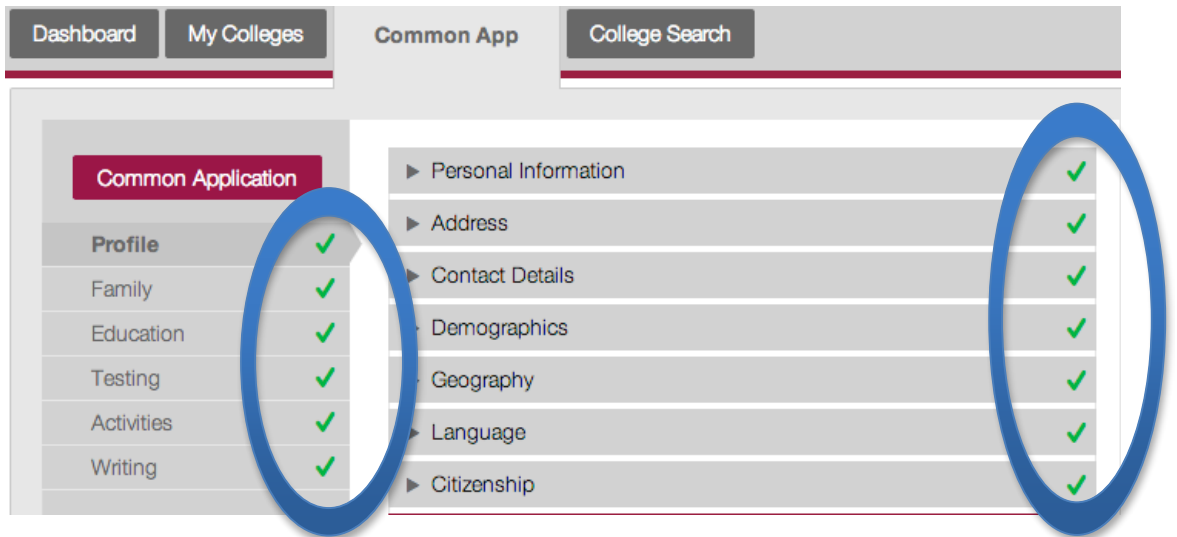 Dashboard
My Colleges
Common App
College Search
Common Application
Profile
Family
Education
Testing
Activities
Writing
Personal Information
Address
Contact Details
Demographics
Geography
Language
Citizenship